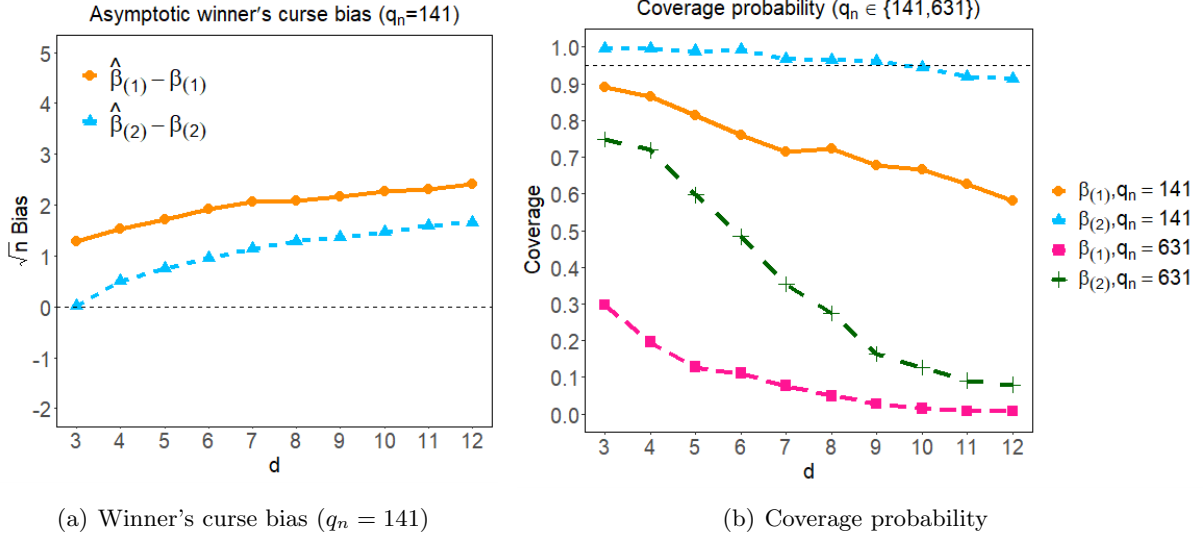 Asymptotic winner's curse bias (qₙ=141)
5
4
3
2
1
0
-1
-2
√n Bias
β̂₍₁₎ − β₍₁₎
β̂₍₂₎ − β₍₂₎
3 4 5 6 7 8 9 10 11 12
d
(a) Winner's curse bias (qₙ = 141)
Coverage probability (qₙ ∈ {141,631})
1.0
0.9
0.8
0.7
0.6
0.5
0.4
0.3
0.2
0.1
0.0
Coverage
3 4 5 6 7 8 9 10 11 12
d
β₍₁₎, qₙ = 141
β₍₂₎, qₙ = 141
β₍₁₎, qₙ = 631
β₍₂₎, qₙ = 631
(b) Coverage probability